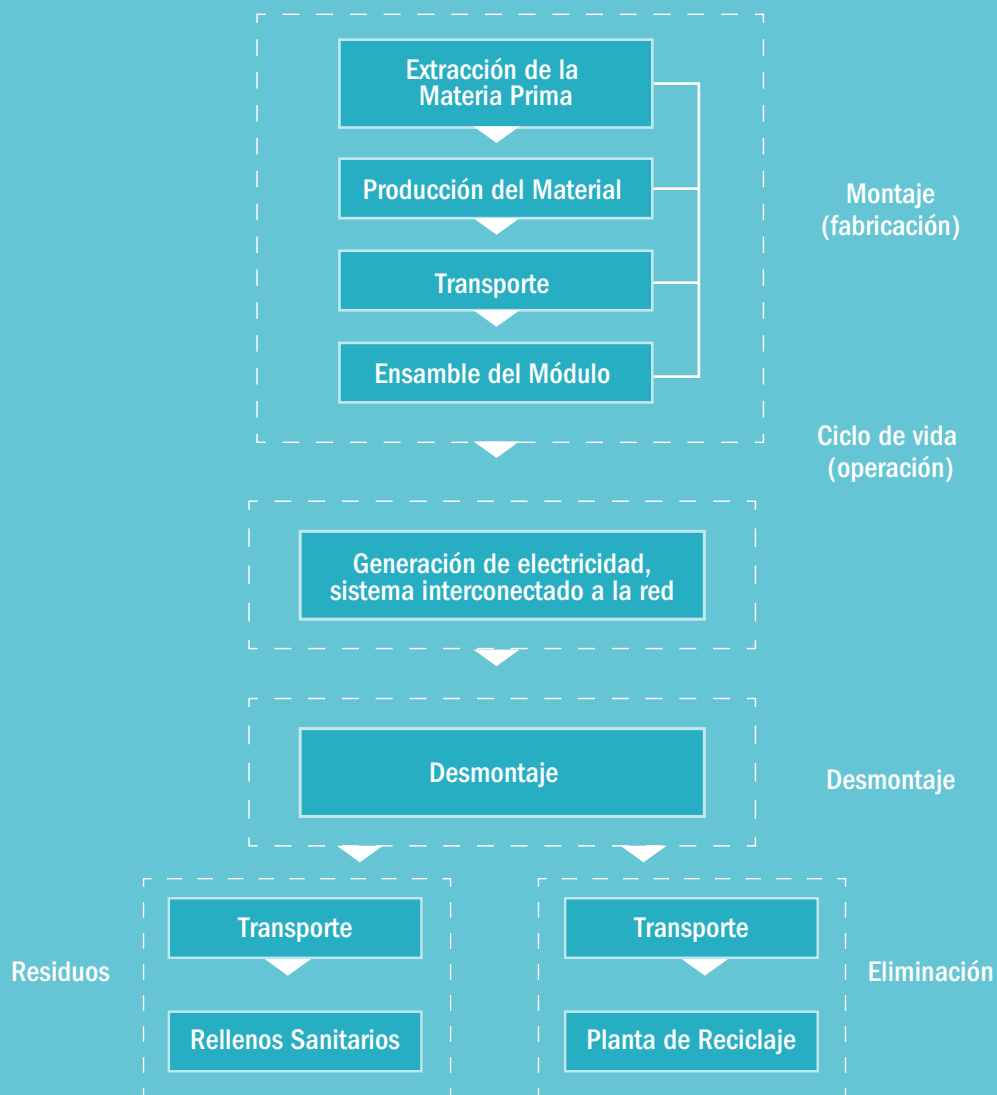 Extracción de la
Materia Prima
Producción del Material
Montaje
(fabricación)
Transporte
Ensamble del Módulo
Ciclo de vida
(operación)
Generación de electricidad,
sistema interconectado a la red
Desmontaje
Desmontaje
Transporte
Transporte
Residuos
Eliminación
Rellenos Sanitarios
Planta de Reciclaje